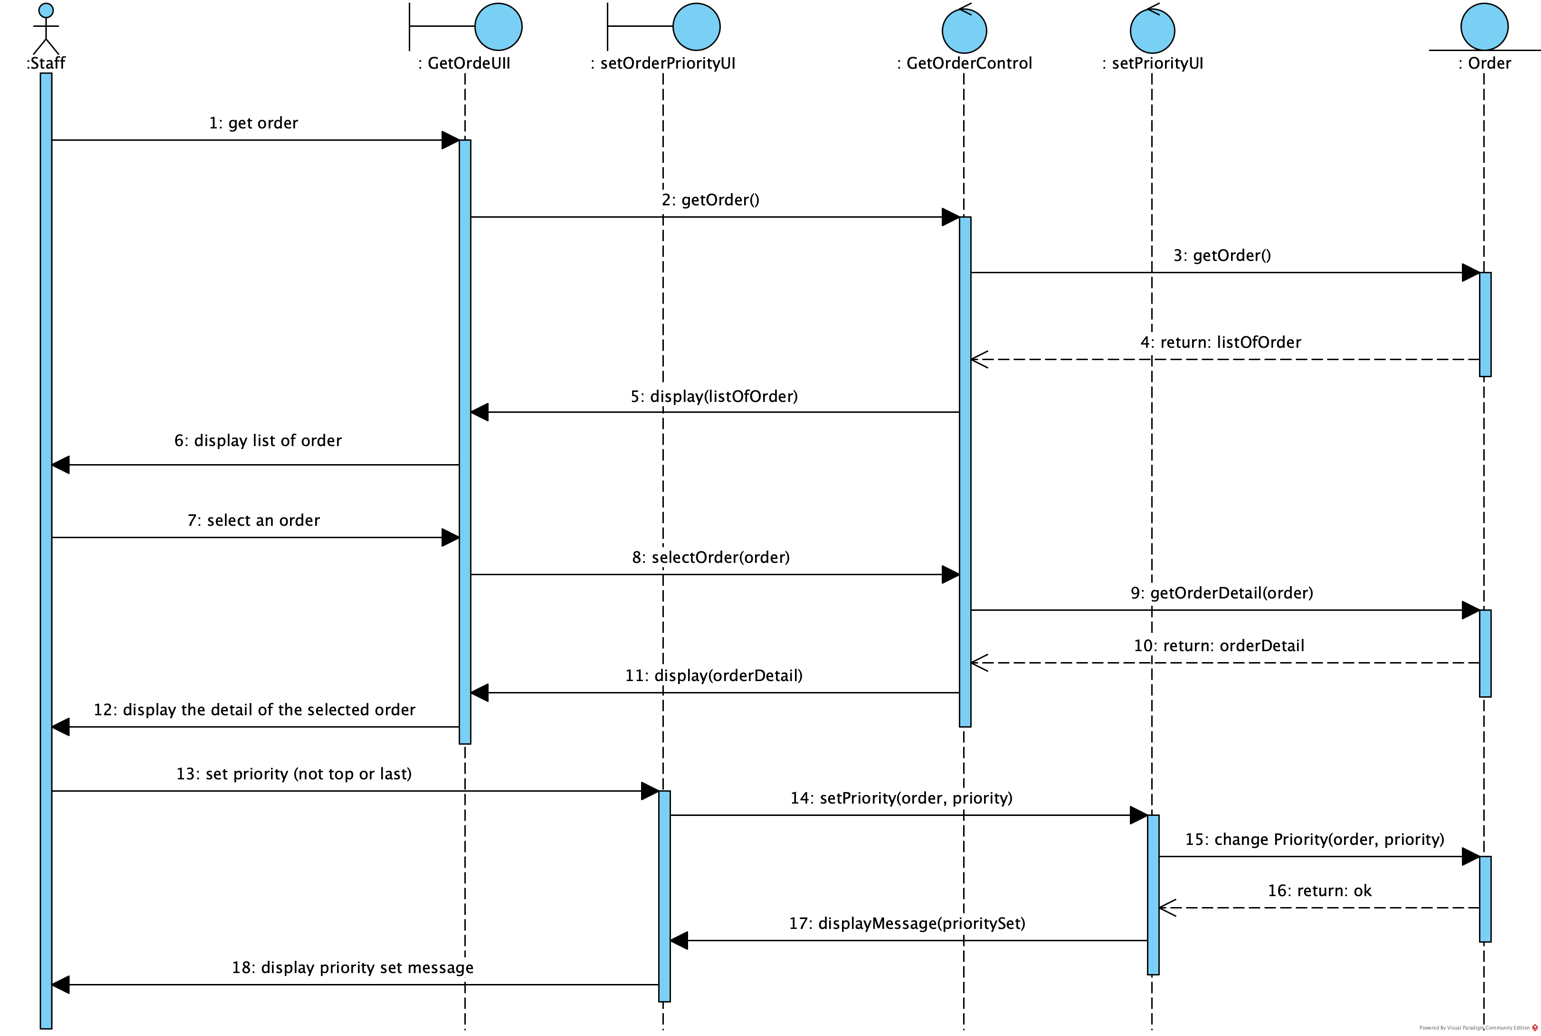 :Staff
: GetOrdeUII
: setOrderPriorityUI
: GetOrderControl
: setPriorityUI
: Order
1: get order
2: getOrder()
3: getOrder()
4: return: listOfOrder
5: display(listOfOrder)
6: display list of order
7: select an order
8: selectOrder(order)
9: getOrderDetail(order)
10: return: orderDetail
11: display(orderDetail)
12: display the detail of the selected order
13: set priority (not top or last)
14: setPriority(order, priority)
15: change Priority(order, priority)
16: return: ok
17: displayMessage(prioritySet)
18: display priority set message
Powered By Visual Paradigm Community Edition